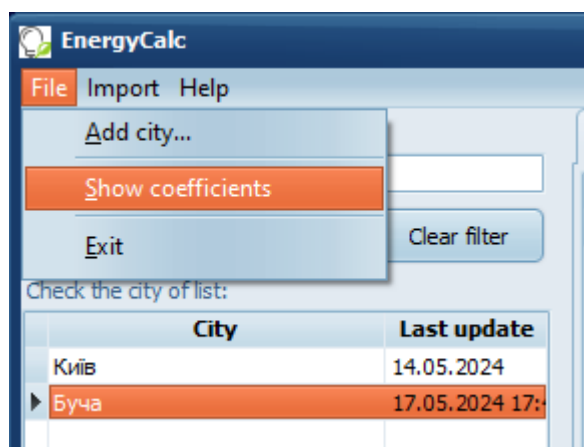 EnergyCalc
File Import Help
Add city...
Show coefficients
Exit
Clear filter
Check the city of list:
City Last update
Київ 14.05.2024
Буча 17.05.2024 17: